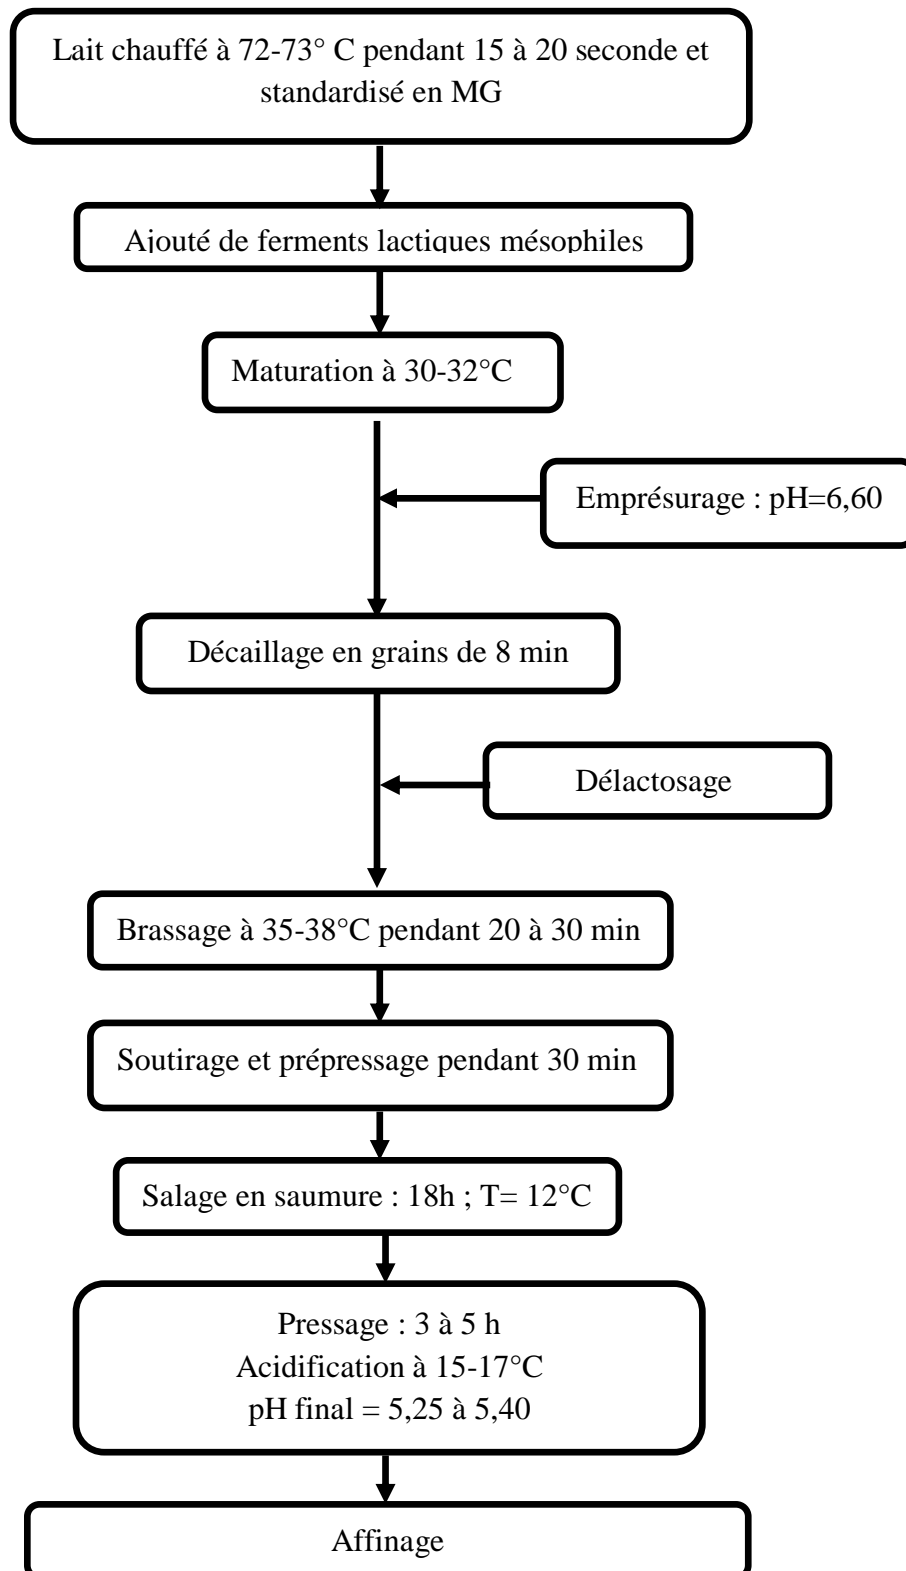 Lait chauffé à 72-73° C pendant 15 à 20 seconde et
standardisé en MG
Ajouté de ferments lactiques mésophiles
Maturation à 30-32°C
Emprésurage : pH=6,60
Décaillage en grains de 8 min
Délactosage
Brassage à 35-38°C pendant 20 à 30 min
Soutirage et prépressage pendant 30 min
Salage en saumure : 18h ; T= 12°C
Pressage : 3 à 5 h
Acidification à 15-17°C
pH final = 5,25 à 5,40
Affinage